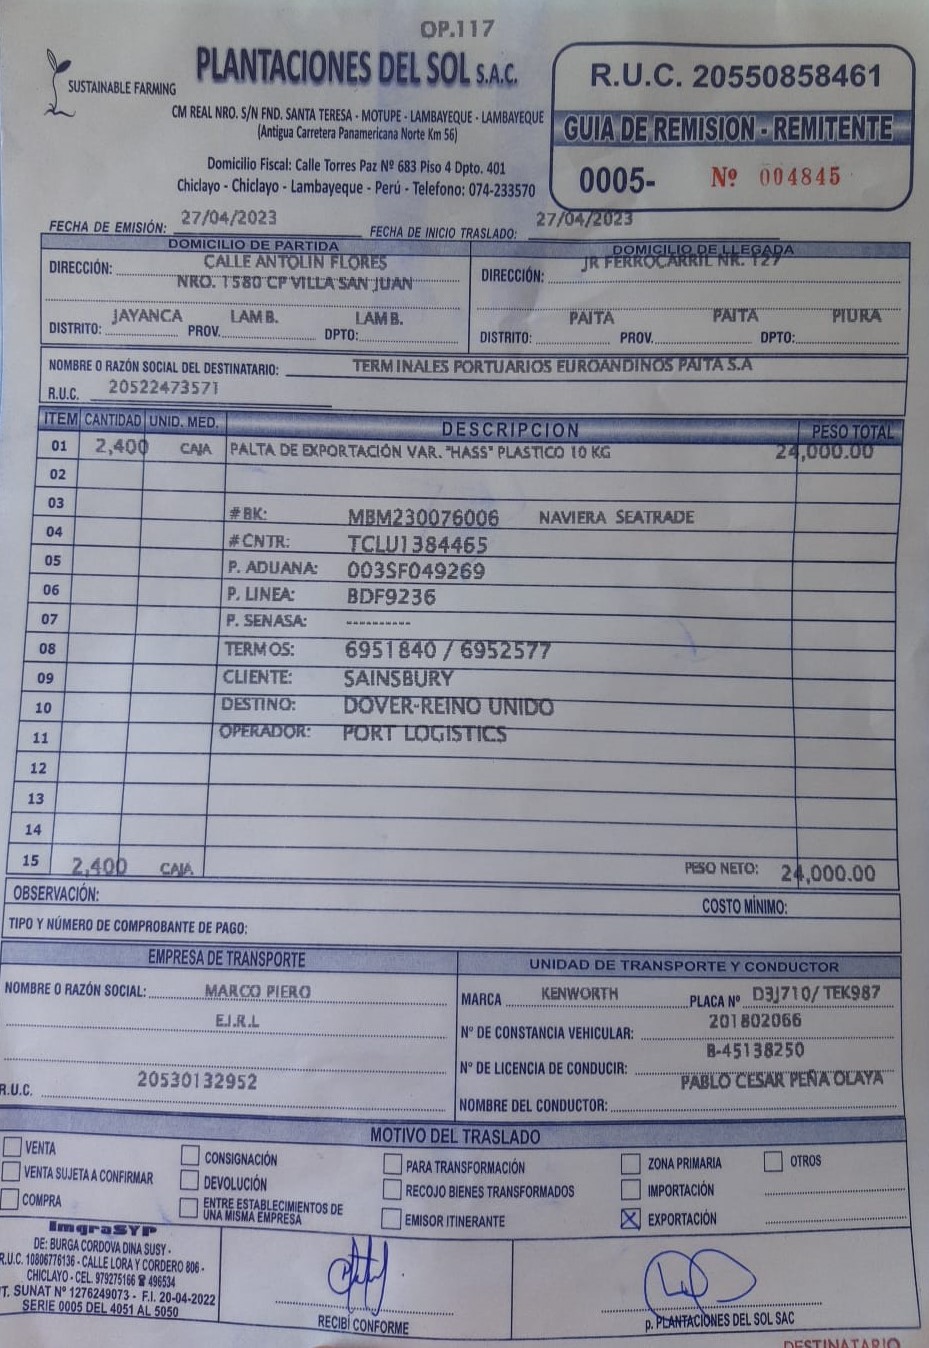 OP.117
SUSTAINABLE FARMING
PLANTACIONES DEL SOL S.A.C.
CM REAL NRO. S/N FND. SANTA TERESA - MOTUPE - LAMBAYEQUE - LAMBAYEQUE
(Antigua Carretera Panamericana Norte Km 56)
Domicilio Fiscal: Calle Torres Paz Nº 683 Piso 4 Dpto. 401
Chiclayo - Chiclayo - Lambayeque - Perú - Telefono: 074-233570
R.U.C. 20550858461
GUIA DE REMISION - REMITENTE
0005- Nº 004845
FECHA DE EMISIÓN: 27/04/2023 FECHA DE INICIO TRASLADO: 27/04/2023
DOMICILIO DE PARTIDA
DIRECCIÓN: CALLE ANTOLIN FLORES
NRO. 1580 CP VILLA SAN JUAN
JAYANCA LAMB. LAMB.
DISTRITO: PROV. DPTO:
DOMICILIO DE LLEGADA
DIRECCIÓN: JR FERROCARRIL NR. 127
PAITA PAITA PIURA
DISTRITO: PROV. DPTO:
NOMBRE O RAZÓN SOCIAL DEL DESTINATARIO: TERMINALES PORTUARIOS EUROANDINOS PAITA S.A
R.U.C. 20522473571
ITEM CANTIDAD UNID. MED. DESCRIPCION PESO TOTAL
01 2,400 CAJA PALTA DE EXPORTACIÓN VAR. "HASS" PLASTICO 10 KG 24,000.00
02
03 #BK: MBM230076006 NAVIERA SEATRADE
04 #CNTR: TCLU1384465
05 P. ADUANA: 003SF049269
06 P. LINEA: BDF9236
07 P. SENASA: ----------
08 TERMOS: 6951840 / 6952577
09 CLIENTE: SAINSBURY
10 DESTINO: DOVER-REINO UNIDO
11 OPERADOR: PORT LOGISTICS
12
13
14
15 2,400 CAJA PESO NETO: 24,000.00
OBSERVACIÓN:
COSTO MÍNIMO:
TIPO Y NÚMERO DE COMPROBANTE DE PAGO:
EMPRESA DE TRANSPORTE
NOMBRE O RAZÓN SOCIAL: MARCO PIERO
E.I.R.L
R.U.C. 20530132952
UNIDAD DE TRANSPORTE Y CONDUCTOR
MARCA KENWORTH PLACA Nº D3J710/ TEK987
Nº DE CONSTANCIA VEHICULAR: 201802066
Nº DE LICENCIA DE CONDUCIR: B-45138250
NOMBRE DEL CONDUCTOR: PABLO CESAR PEÑA OLAYA
MOTIVO DEL TRASLADO
VENTA
VENTA SUJETA A CONFIRMAR
COMPRA
CONSIGNACIÓN
DEVOLUCIÓN
ENTRE ESTABLECIMIENTOS DE
UNA MISMA EMPRESA
PARA TRANSFORMACIÓN
RECOJO BIENES TRANSFORMADOS
EMISOR ITINERANTE
ZONA PRIMARIA
IMPORTACIÓN
X EXPORTACIÓN
OTROS
ImgraSYP
DE: BURGA CORDOVA DINA SUSY -
R.U.C. 10806776136 - CALLE LORA Y CORDERO 806 -
CHICLAYO - CEL. 979275166 ☎ 496534
T. SUNAT Nº 1276249073 - F.I. 20-04-2022
SERIE 0005 DEL 4051 AL 5050
RECIBÍ CONFORME
p. PLANTACIONES DEL SOL SAC
DESTINATARIO